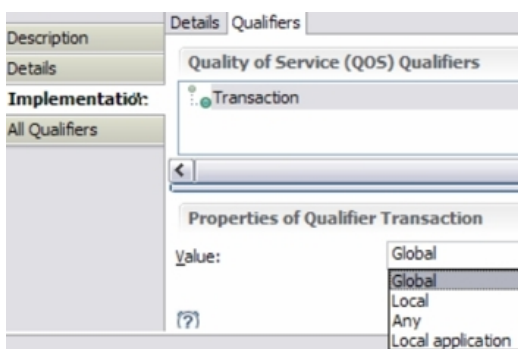 Description
Details
Implementation:
All Qualifiers
Details Qualifiers
Quality of Service (QOS) Qualifiers
Transaction
Properties of Qualifier Transaction
Value:
Global
Global
Local
Any
Local application
[?]